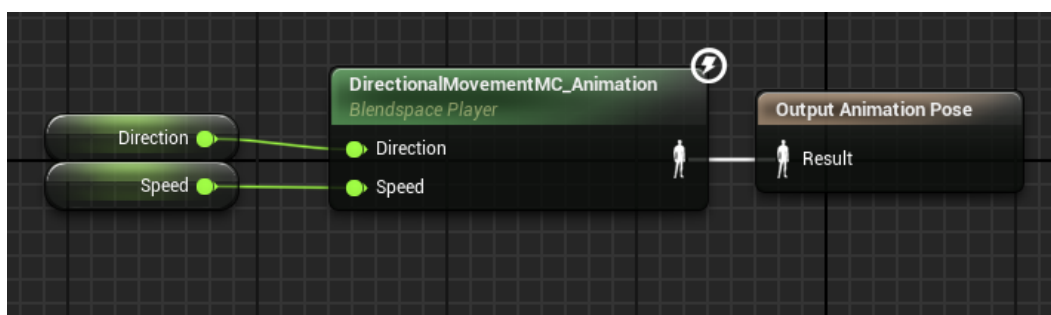 Direction
Speed
DirectionalMovementMC_Animation
Blendspace Player
Direction
Speed
Output Animation Pose
Result